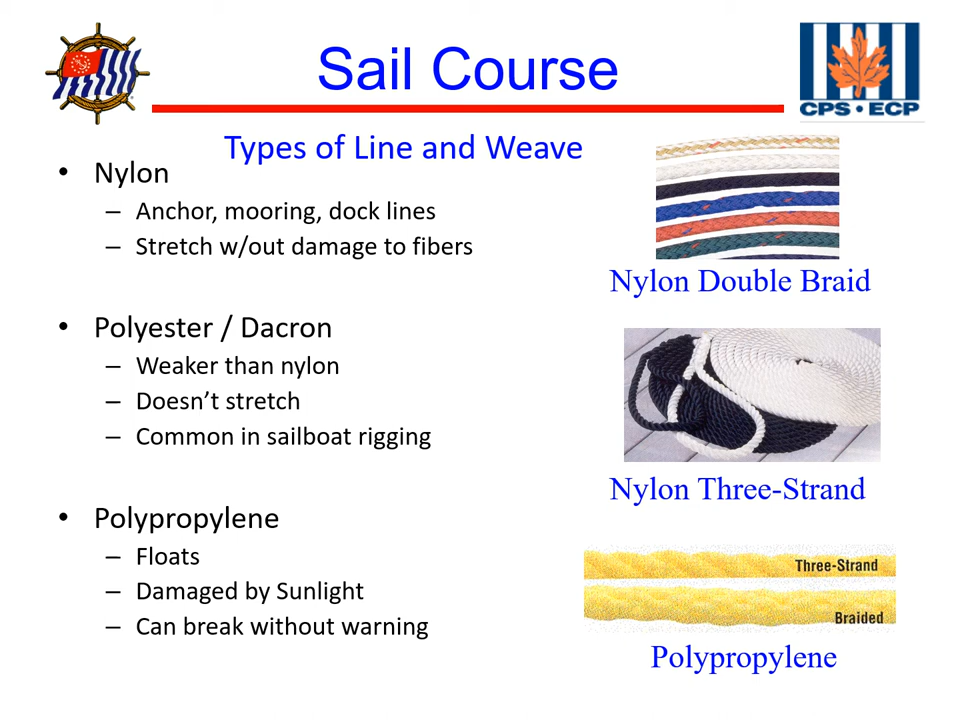 Sail Course
CPS•ECP
Types of Line and Weave
• Nylon
– Anchor, mooring, dock lines
– Stretch w/out damage to fibers
• Polyester / Dacron
– Weaker than nylon
– Doesn’t stretch
– Common in sailboat rigging
• Polypropylene
– Floats
– Damaged by Sunlight
– Can break without warning
Nylon Double Braid
Nylon Three-Strand
Three-Strand
Braided
Polypropylene